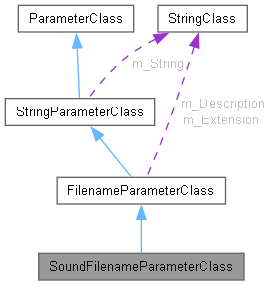 ParameterClass
StringClass
m_String
StringParameterClass
m_Description
m_Extension
FilenameParameterClass
SoundFilenameParameterClass